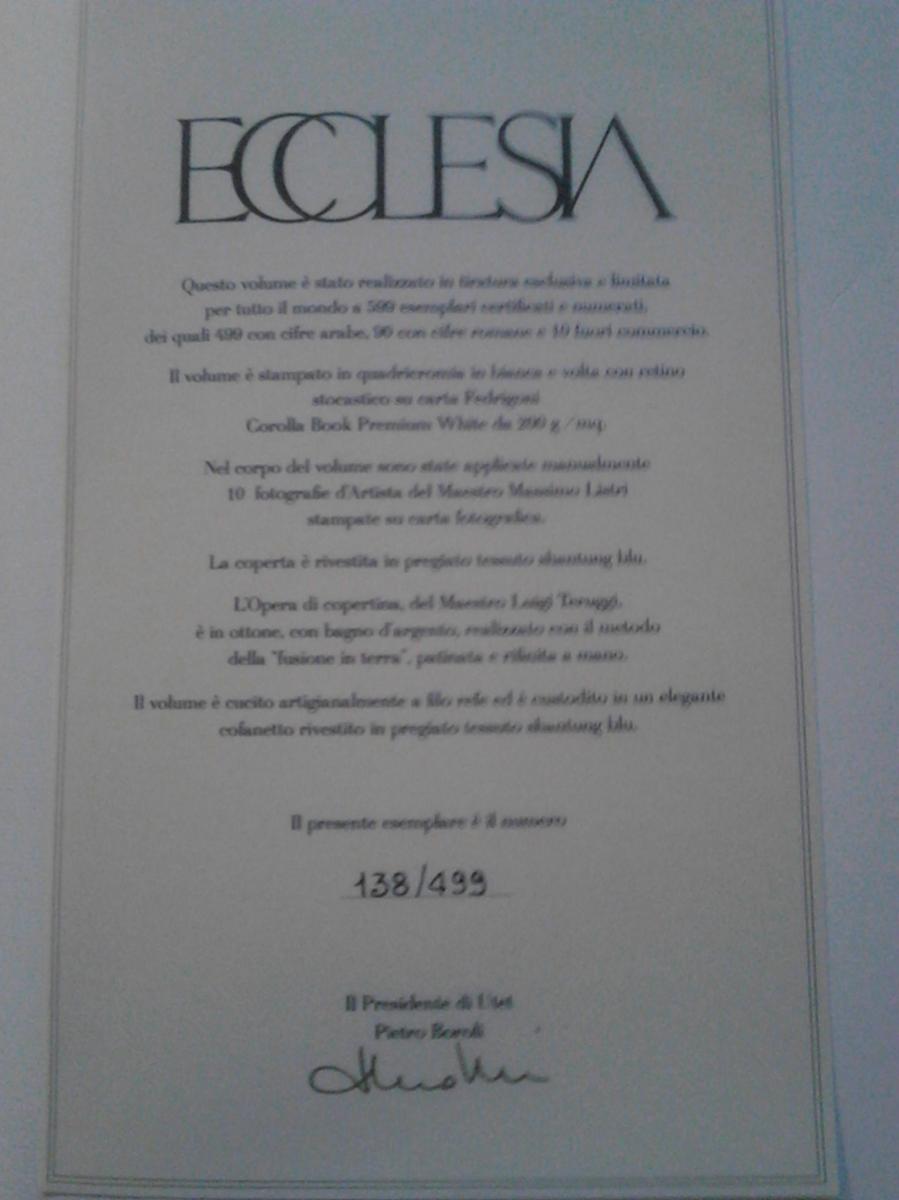 ECCLESIA
Questo volume è stato realizzato in tiratura esclusiva e limitata
per tutto il mondo a 599 esemplari certificati e numerati,
dei quali 499 con cifre arabe, 90 con cifre romane e 10 fuori commercio.
Il volume è stampato in quadricromia in bianca e volta con retino
stocastico su carta Fedrigoni
Corolla Book Premium White da 200 g/mq.
Nel corpo del volume sono state applicate manualmente
10 fotografie d'Artista del Maestro Massimo Listri
stampate su carta fotografica.
La coperta è rivestita in pregiato tessuto shantung blu.
L'Opera di copertina, del Maestro Luigi Teruggi,
è in ottone, con bagno d'argento, realizzato con il metodo
della "fusione in terra", patinata e rifinita a mano.
Il volume è cucito artigianalmente a filo refe ed è custodito in un elegante
cofanetto rivestito in pregiato tessuto shantung blu.
Il presente esemplare è il numero
138/499
Il Presidente di Utet
Pietro Boroli